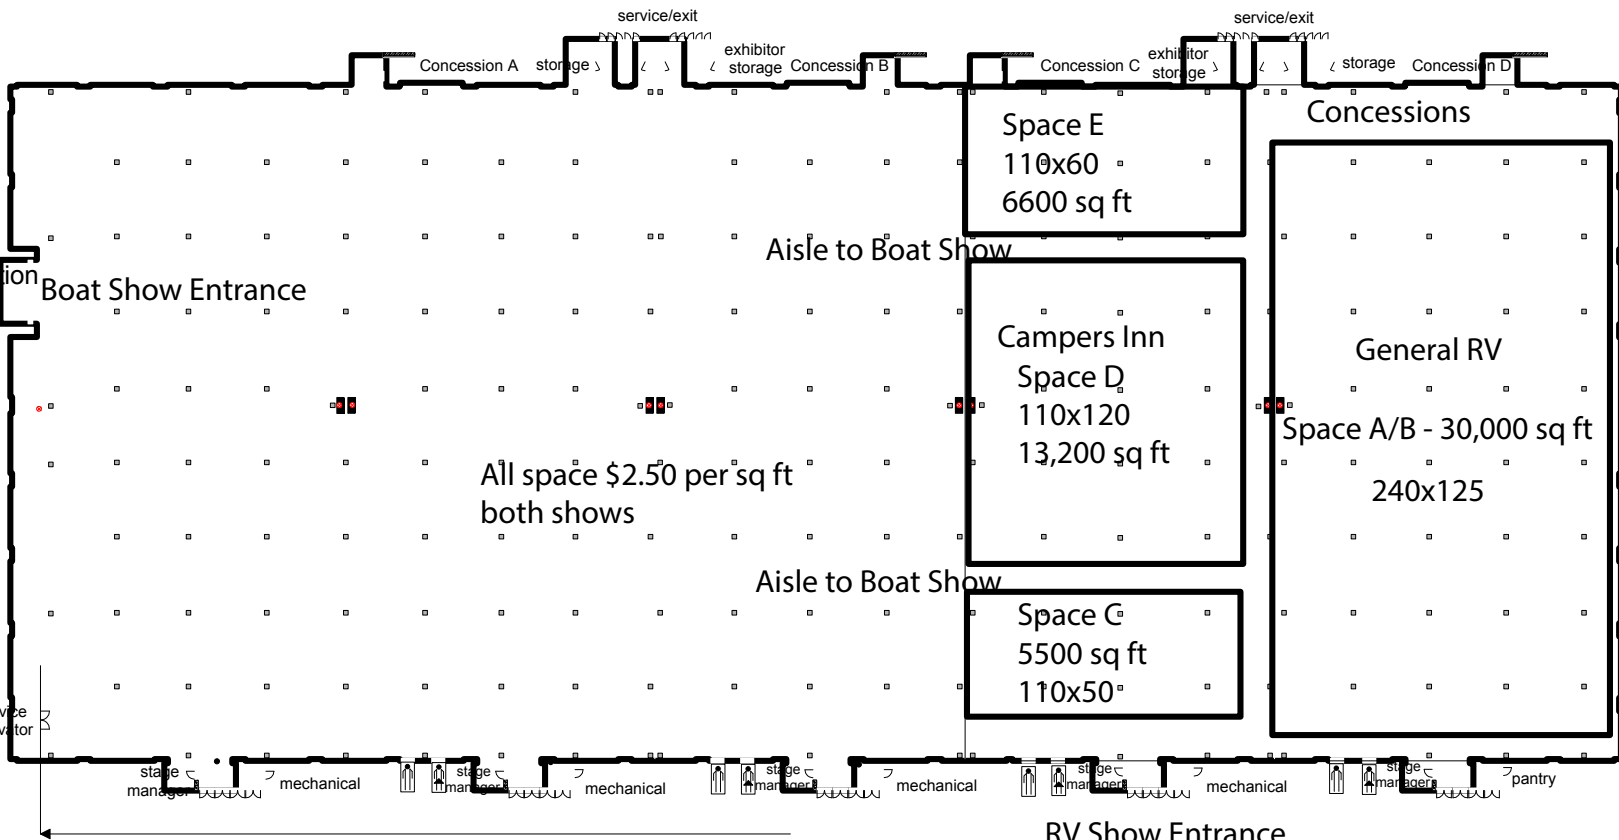 service/exit
service/exit
Concession A
storage
exhibitor
storage
Concession B
Concession C
exhibitor
storage
storage
Concession D
Concessions
Space E
110x60
6600 sq ft
Aisle to Boat Show
Boat Show Entrance
Campers Inn
Space D
110x120
13,200 sq ft
General RV
Space A/B - 30,000 sq ft
240x125
All space $2.50 per sq ft
both shows
Aisle to Boat Show
Space C
5500 sq ft
110x50
stage
manager
mechanical
stage
manager
mechanical
stage
manager
mechanical
stage
manager
mechanical
stage
manager
pantry
RV Show Entrance